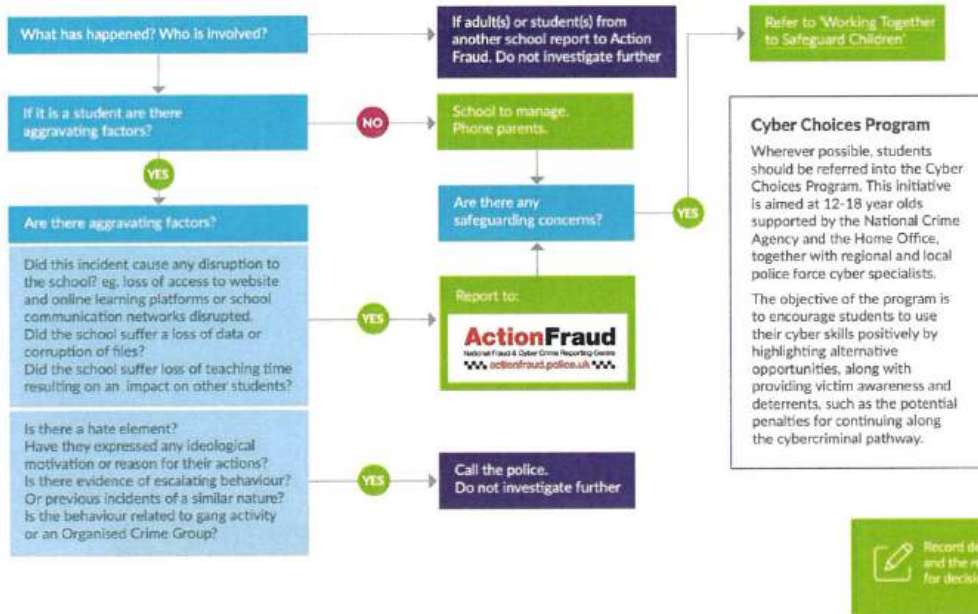 What has happened? Who is involved?
If adult(s) or student(s) from
another school report to Action
Fraud. Do not investigate further
Refer to 'Working Together
to Safeguard Children'
If it is a student are there
aggravating factors?
NO
School to manage.
Phone parents.
YES
Are there any
safeguarding concerns?
YES
Are there aggravating factors?
Did this incident cause any disruption to
the school? eg. loss of access to website
and online learning platforms or school
communication networks disrupted.
Did the school suffer a loss of data or
corruption of files?
Did the school suffer loss of teaching time
resulting on an impact on other students?
YES
Report to:
ActionFraud
National Fraud & Cyber Crime Reporting Centre
actionfraud.police.uk
Is there a hate element?
Have they expressed any ideological
motivation or reason for their actions?
Is there evidence of escalating behaviour?
Or previous incidents of a similar nature?
Is the behaviour related to gang activity
or an Organised Crime Group?
YES
Call the police.
Do not investigate further
Cyber Choices Program
Wherever possible, students
should be referred into the Cyber
Choices Program. This initiative
is aimed at 12-18 year olds
supported by the National Crime
Agency and the Home Office,
together with regional and local
police force cyber specialists.
The objective of the program is
to encourage students to use
their cyber skills positively by
highlighting alternative
opportunities, along with
providing victim awareness and
deterrents, such as the potential
penalties for continuing along
the cybercriminal pathway.
Record
and the
for